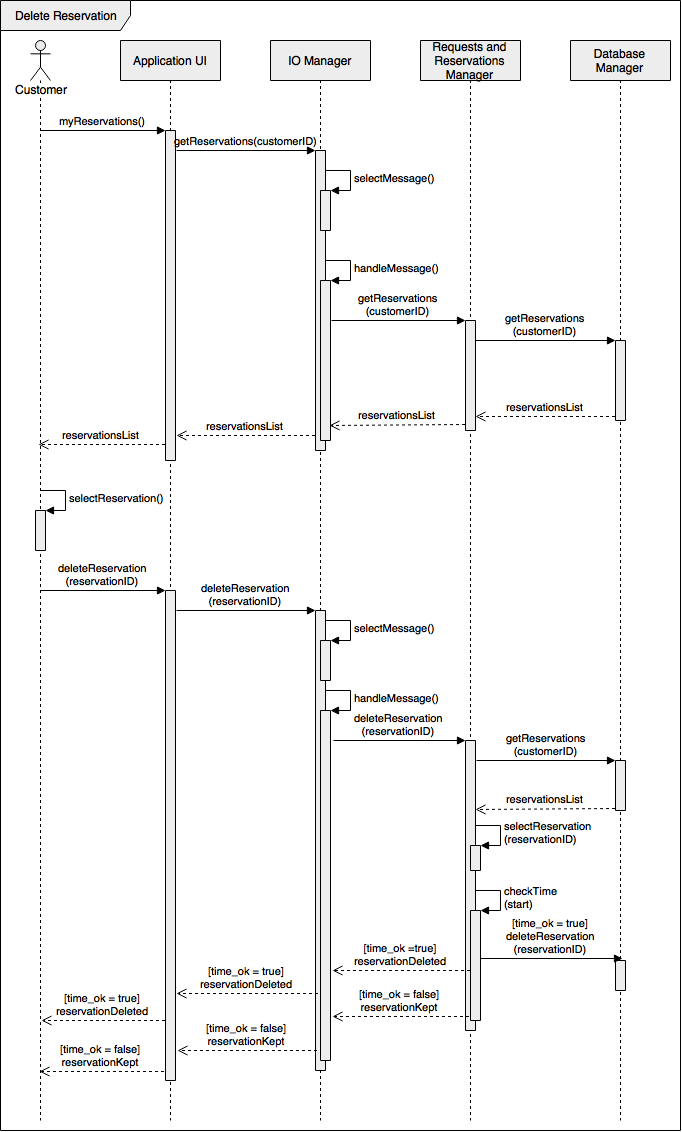 Delete Reservation
Customer
Application UI
IO Manager
Requests and
Reservations
Manager
Database
Manager
myReservations()
getReservations(customerID)
selectMessage()
handleMessage()
getReservations
(customerID)
getReservations
(customerID)
reservationsList
reservationsList
reservationsList
reservationsList
selectReservation()
deleteReservation
(reservationID)
deleteReservation
(reservationID)
selectMessage()
handleMessage()
deleteReservation
(reservationID)
getReservations
(customerID)
reservationsList
selectReservation
(reservationID)
checkTime
(start)
[time_ok = true]
deleteReservation
(reservationID)
[time_ok =true]
reservationDeleted
[time_ok = true]
reservationDeleted
[time_ok = true]
reservationDeleted
[time_ok = false]
reservationKept
[time_ok = false]
reservationKept
[time_ok = false]
reservationKept